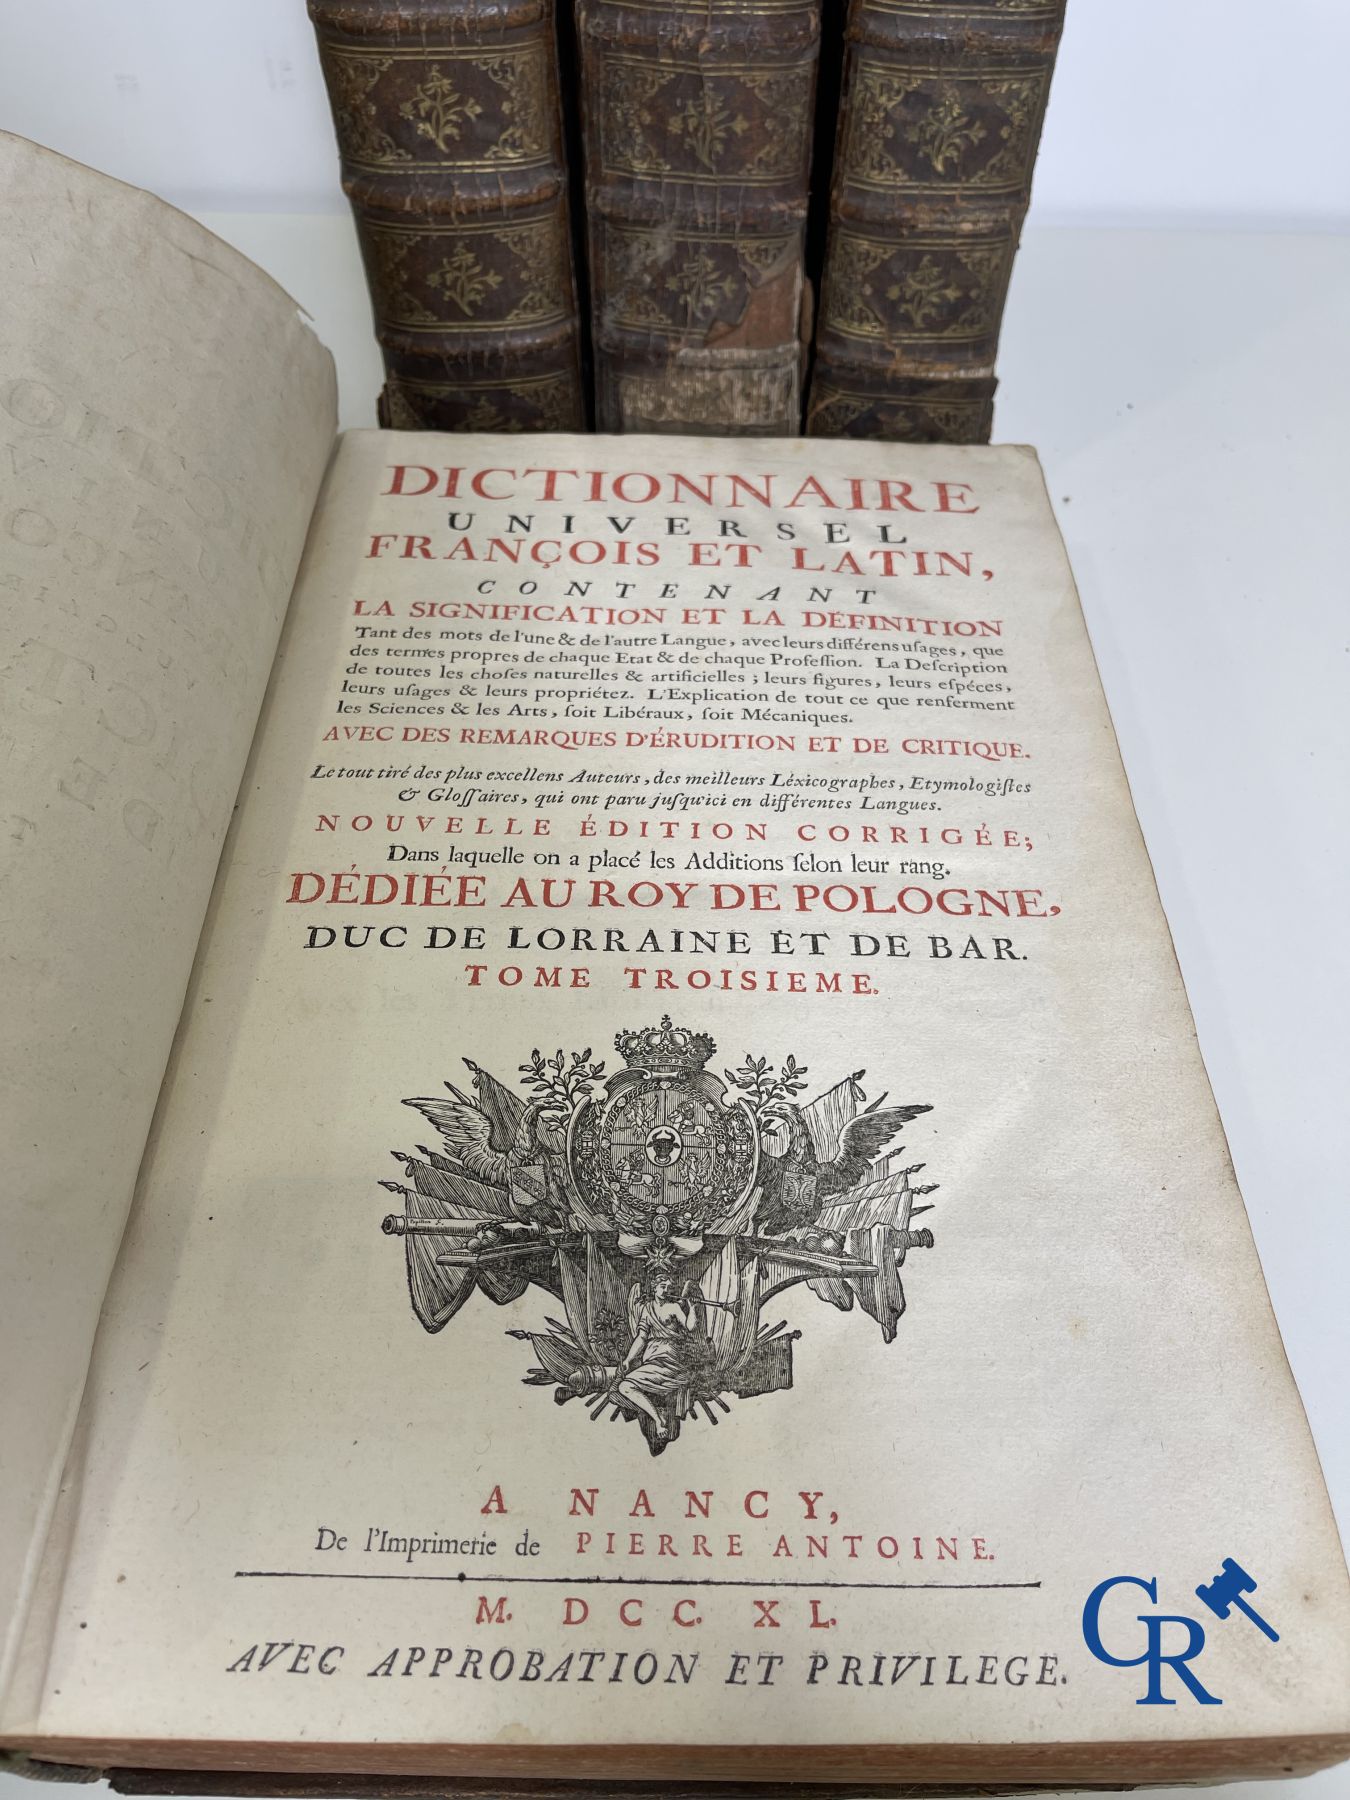 DICTIONNAIRE
UNIVERSEL
FRANÇOIS ET LATIN,
CONTENANT
LA SIGNIFICATION ET LA DÉFINITION
Tant des mots de l'une & de l'autre Langue, avec leurs différens uſages, que
des termes propres de chaque Etat & de chaque Profeſſion. La Deſcription
de toutes les choſes naturelles & artificielles ; leurs figures, leurs eſpéces,
leurs uſages & leurs propriétez. L'Explication de tout ce que renferment
les Sciences & les Arts, ſoit Libéraux, ſoit Mécaniques.
AVEC DES REMARQUES D'ÉRUDITION ET DE CRITIQUE.
Le tout tiré des plus excellens Auteurs, des meilleurs Léxicographes, Etymologiſtes
& Gloſſaires, qui ont paru juſqu'ici en différentes Langues.
NOUVELLE ÉDITION CORRIGÉE;
Dans laquelle on a placé les Additions ſelon leur rang.
DÉDIÉE AU ROY DE POLOGNE,
DUC DE LORRAINE ET DE BAR.
TOME TROISIEME.
Papillon f.
A NANCY,
De l'Imprimerie de PIERRE ANTOINE.
M. DCC. XL.
AVEC APPROBATION ET PRIVILEGE.
CR